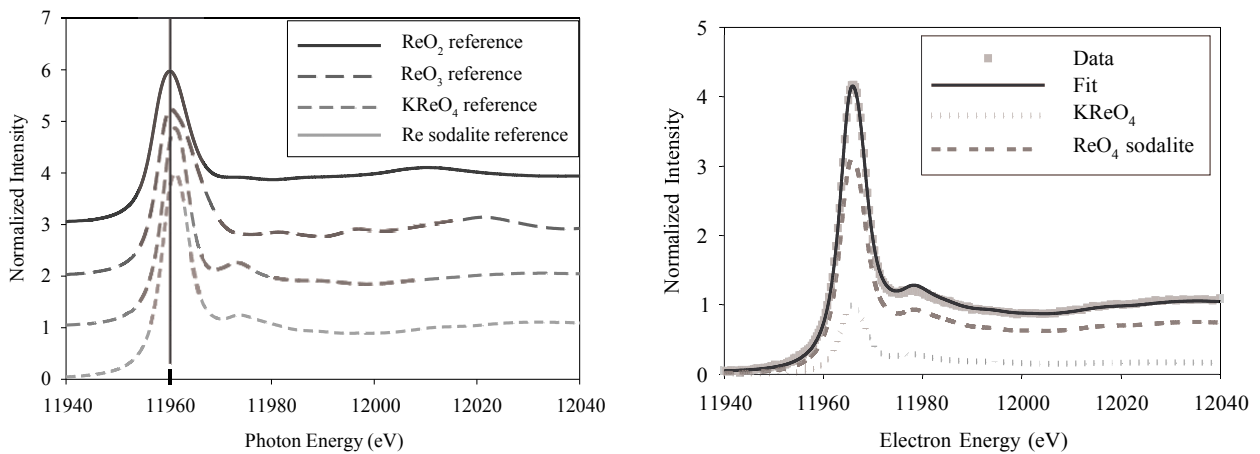 7
6
5
4
3
2
1
0
Normalized Intensity
ReO2 reference
ReO3 reference
KReO4 reference
Re sodalite reference
11940 11960 11980 12000 12020 12040
Photon Energy (eV)
5
4
3
2
1
0
Normalized Intensity
Data
Fit
KReO4
ReO4 sodalite
11940 11960 11980 12000 12020 12040
Electron Energy (eV)